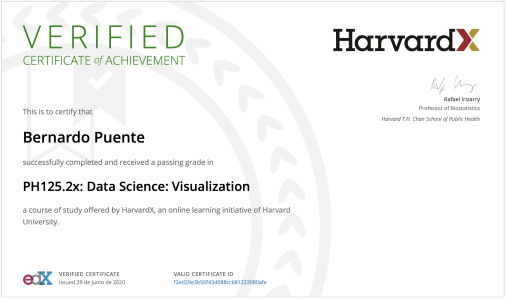 VERIFIED
CERTIFICATE of ACHIEVEMENT
HarvardX
Rafael Irizarry
Professor of Biostatistics
Harvard T.H. Chan School of Public Health
This is to certify that
Bernardo Puente
successfully completed and received a passing grade in
PH125.2x: Data Science: Visualization
a course of study offered by HarvardX, an online learning initiative of Harvard
University.
edX
VERIFIED CERTIFICATE
Issued 29 de junio de 2020
VALID CERTIFICATE ID
f2ed29e3b50f43d088cc681223080afe